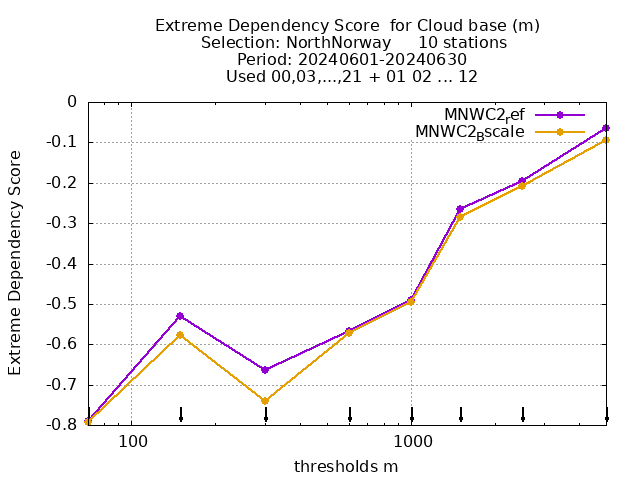 Extreme Dependency Score  for Cloud base (m)
Selection: NorthNorway     10 stations
Period: 20240601-20240630
Used 00,03,...,21 + 01 02 ... 12
MNWC2ref
MNWC2Bscale
0
-0.1
-0.2
-0.3
-0.4
-0.5
-0.6
-0.7
-0.8
Extreme Dependency Score
100
1000
thresholds m